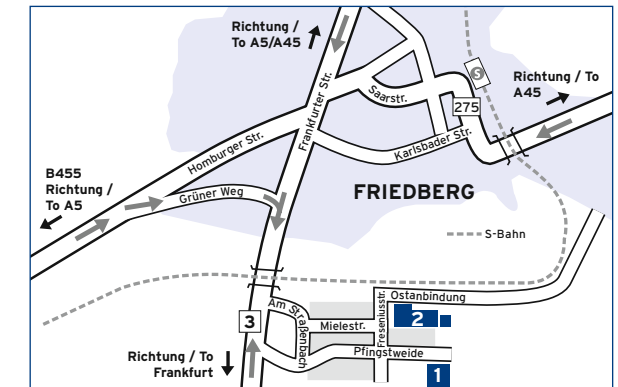 Richtung /
To A5/A45
S
Richtung / To
A45
Saarstr.
275
Frankfurter Str.
Karlsbader Str.
Homburger Str.
B455
Richtung /
To A5
Grüner Weg
FRIEDBERG
S-Bahn
Ostanbindung
Am Straßenbach
Freseniusstr.
3
Mielestr.
2
Pfingstweide
Richtung / To
Frankfurt
1